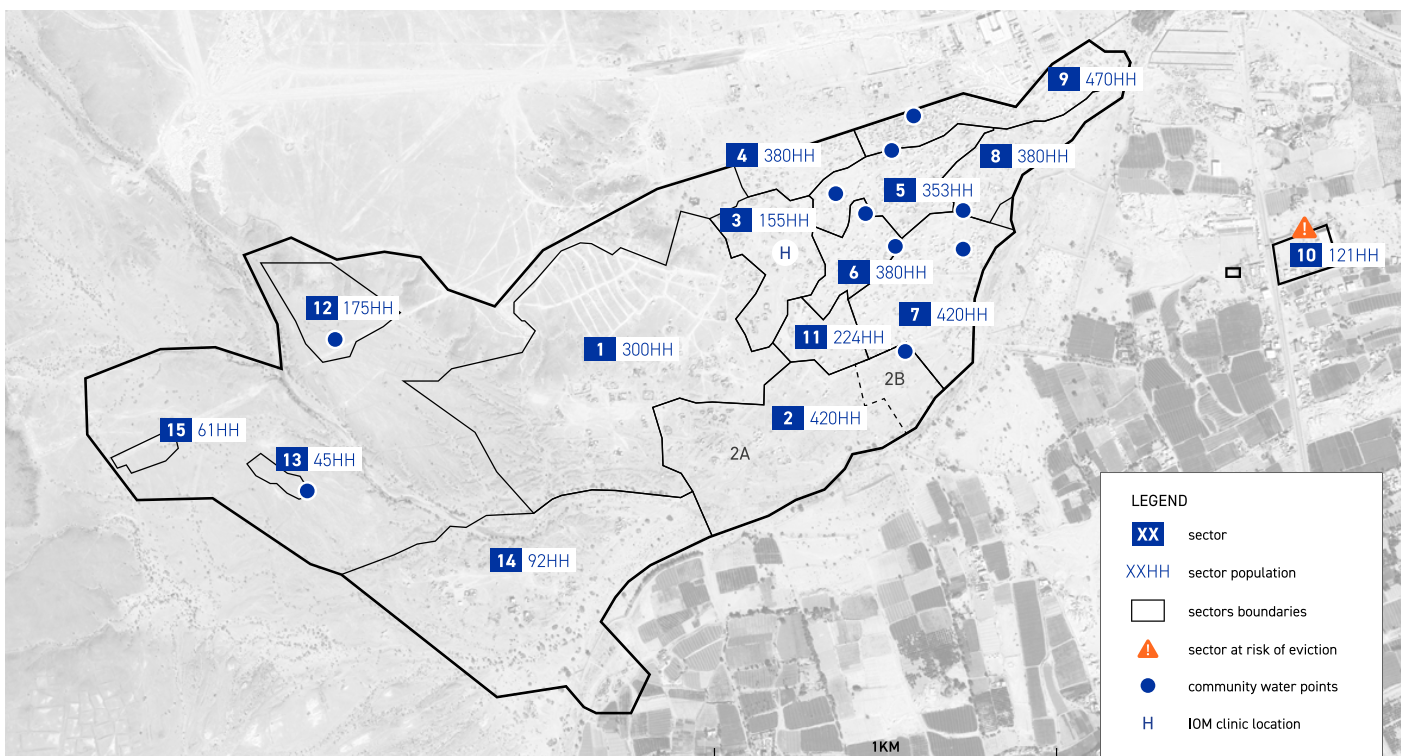 9 470HH
4 380HH
8 380HH
5 353HH
3 155HH
H
10 121HH
6 380HH
12 175HH
7 420HH
11 224HH
1 300HH
2B
2 420HH
15 61HH
2A
13 45HH
14 92HH
LEGEND
XX sector
XXHH sector population
sectors boundaries
! sector at risk of eviction
community water points
H IOM clinic location
1KM